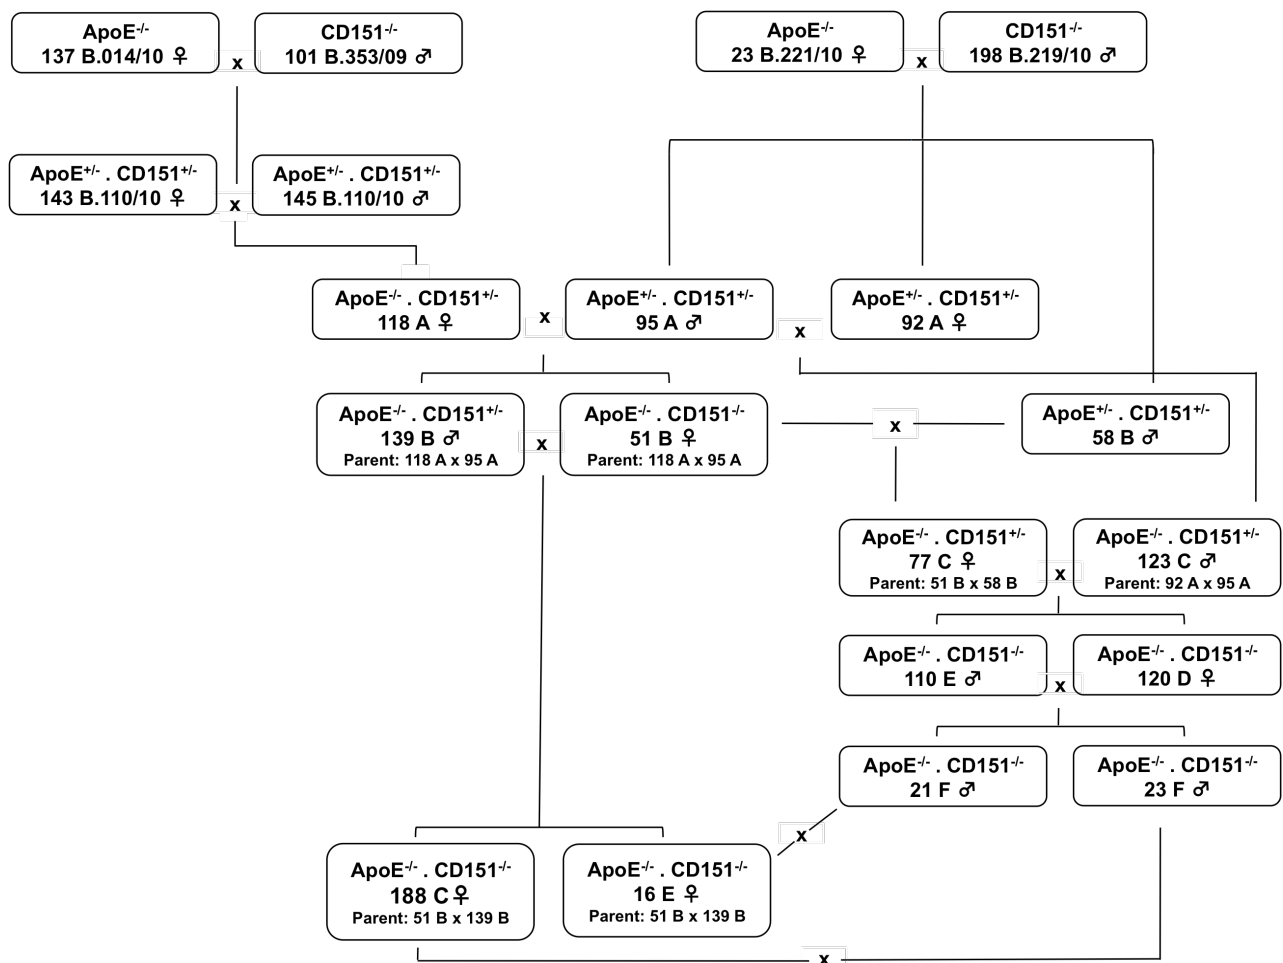 ApoE-/-
137 B.014/10 ♀
x
CD151-/-
101 B.353/09 ♂
ApoE-/-
23 B.221/10 ♀
x
CD151-/-
198 B.219/10 ♂
ApoE+/- . CD151+/-
143 B.110/10 ♀
x
ApoE+/- . CD151+/-
145 B.110/10 ♂
ApoE-/- . CD151+/-
118 A ♀
x
ApoE+/- . CD151+/-
95 A ♂
x
ApoE+/- . CD151+/-
92 A ♀
ApoE-/- . CD151+/-
139 B ♂
Parent: 118 A x 95 A
x
ApoE-/- . CD151-/-
51 B ♀
Parent: 118 A x 95 A
x
ApoE+/- . CD151+/-
58 B ♂
ApoE-/- . CD151+/-
77 C ♀
Parent: 51 B x 58 B
x
ApoE-/- . CD151+/-
123 C ♂
Parent: 92 A x 95 A
ApoE-/- . CD151-/-
110 E ♂
x
ApoE-/- . CD151-/-
120 D ♀
ApoE-/- . CD151-/-
21 F ♂
ApoE-/- . CD151-/-
23 F ♂
x
ApoE-/- . CD151-/-
188 C ♀
Parent: 51 B x 139 B
ApoE-/- . CD151-/-
16 E ♀
Parent: 51 B x 139 B
x